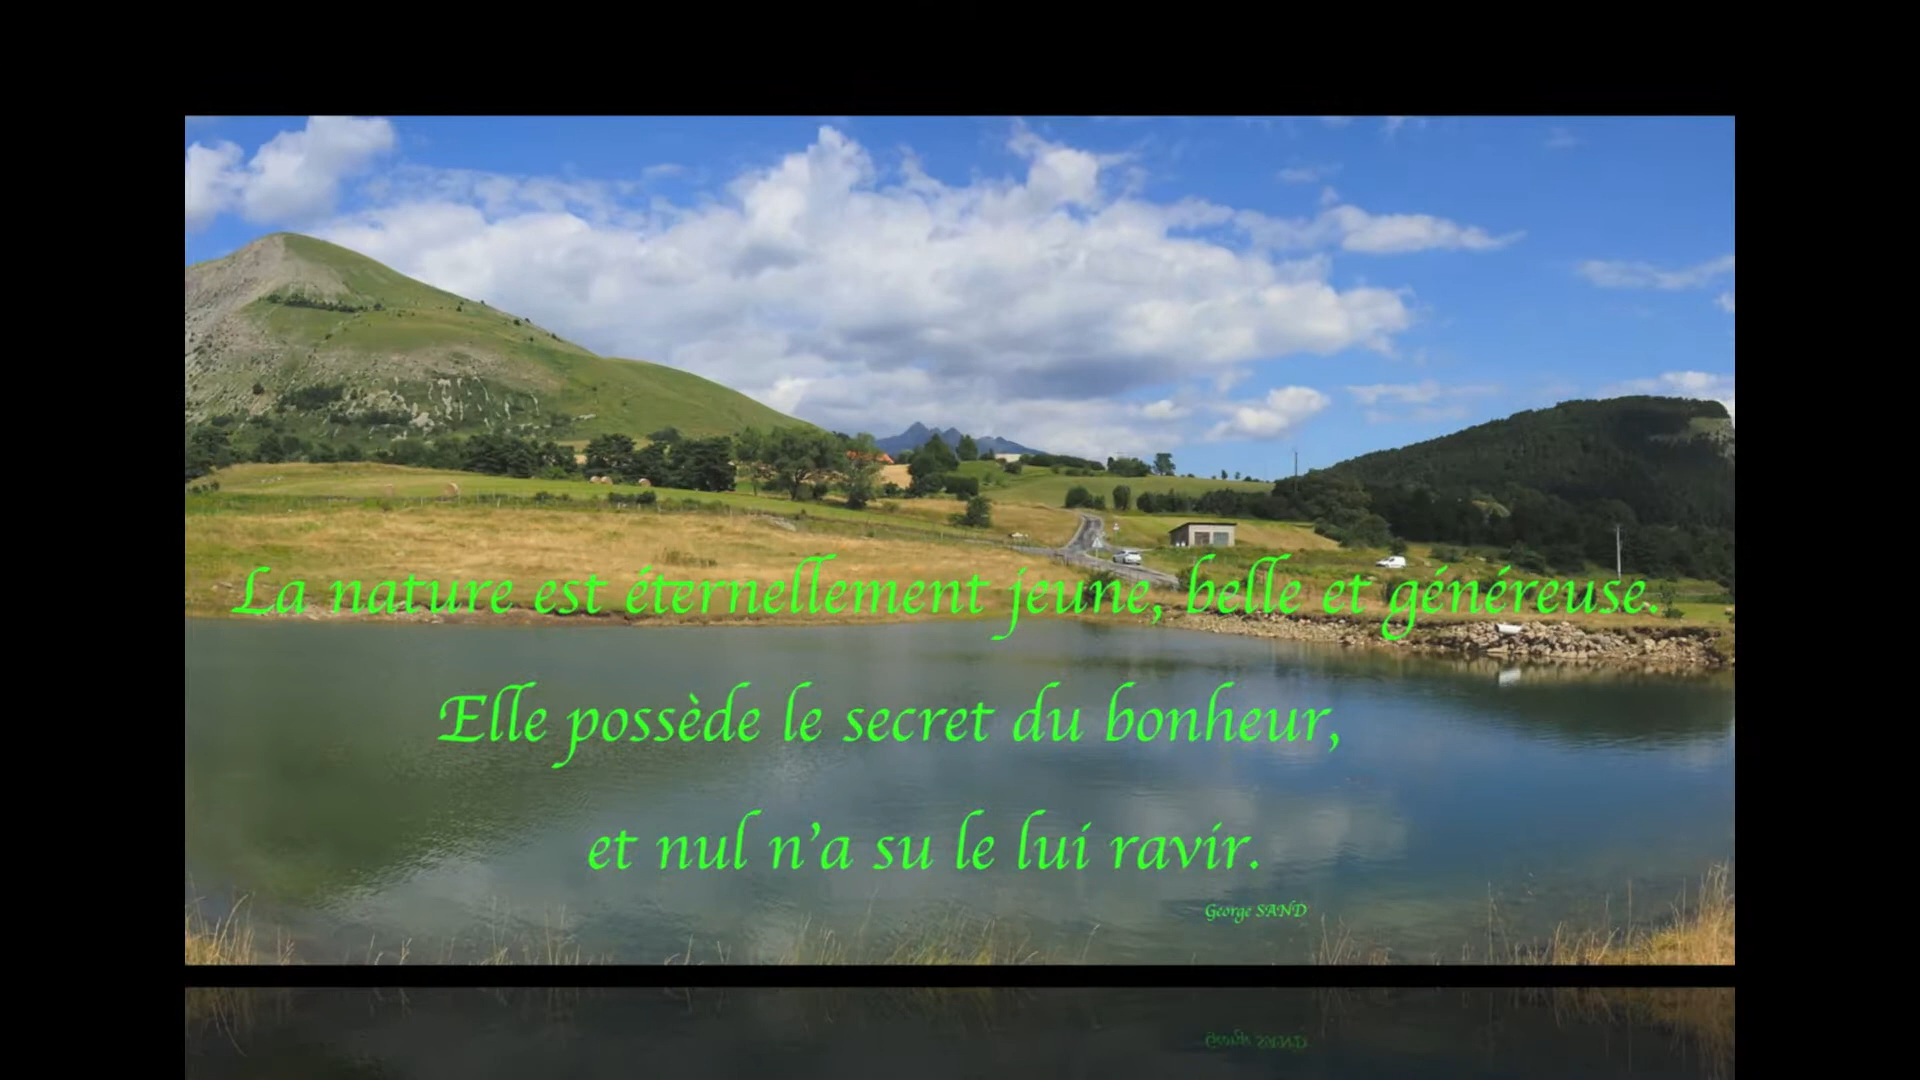 La nature est éternellement jeune, belle et généreuse.
Elle possède le secret du bonheur,
et nul n'a su le lui ravir.
George SAND